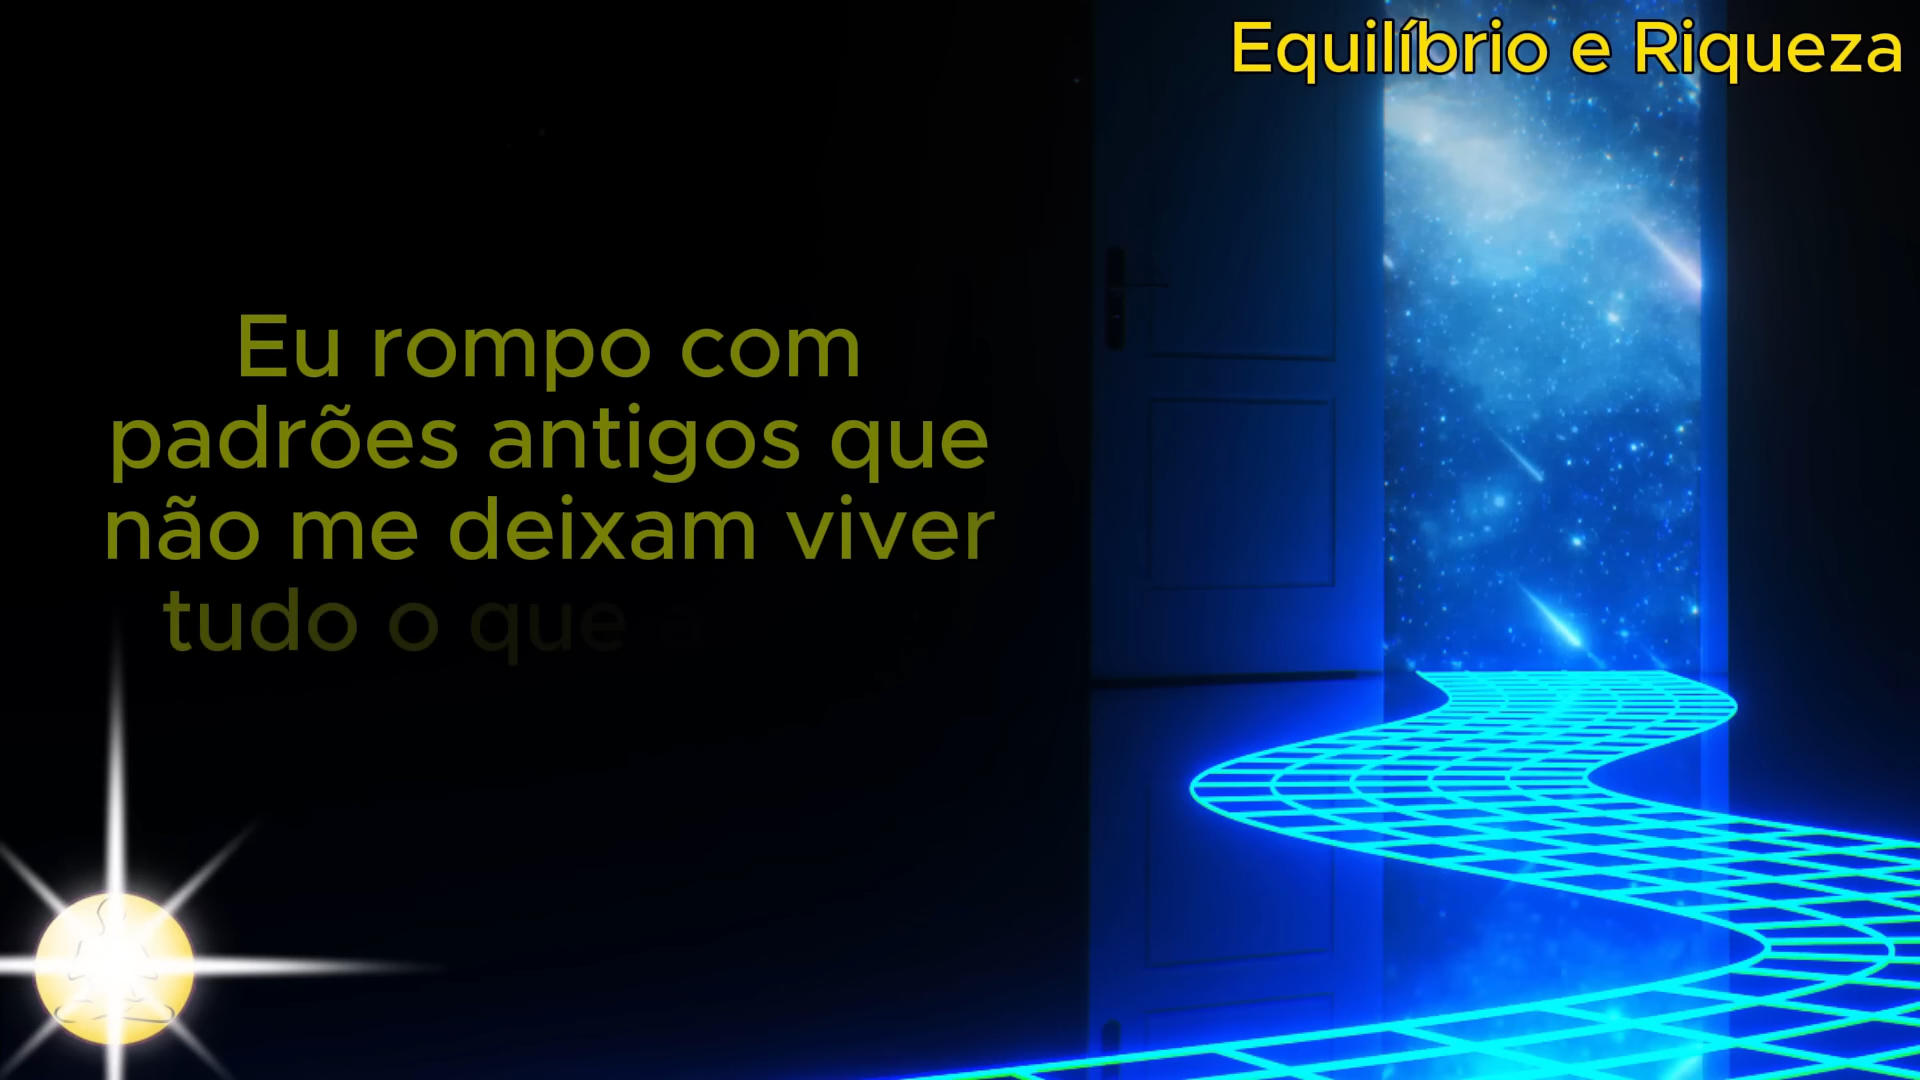 Equilíbrio e Riqueza
Eu rompo com
padrões antigos que
não me deixam viver
tudo o que a